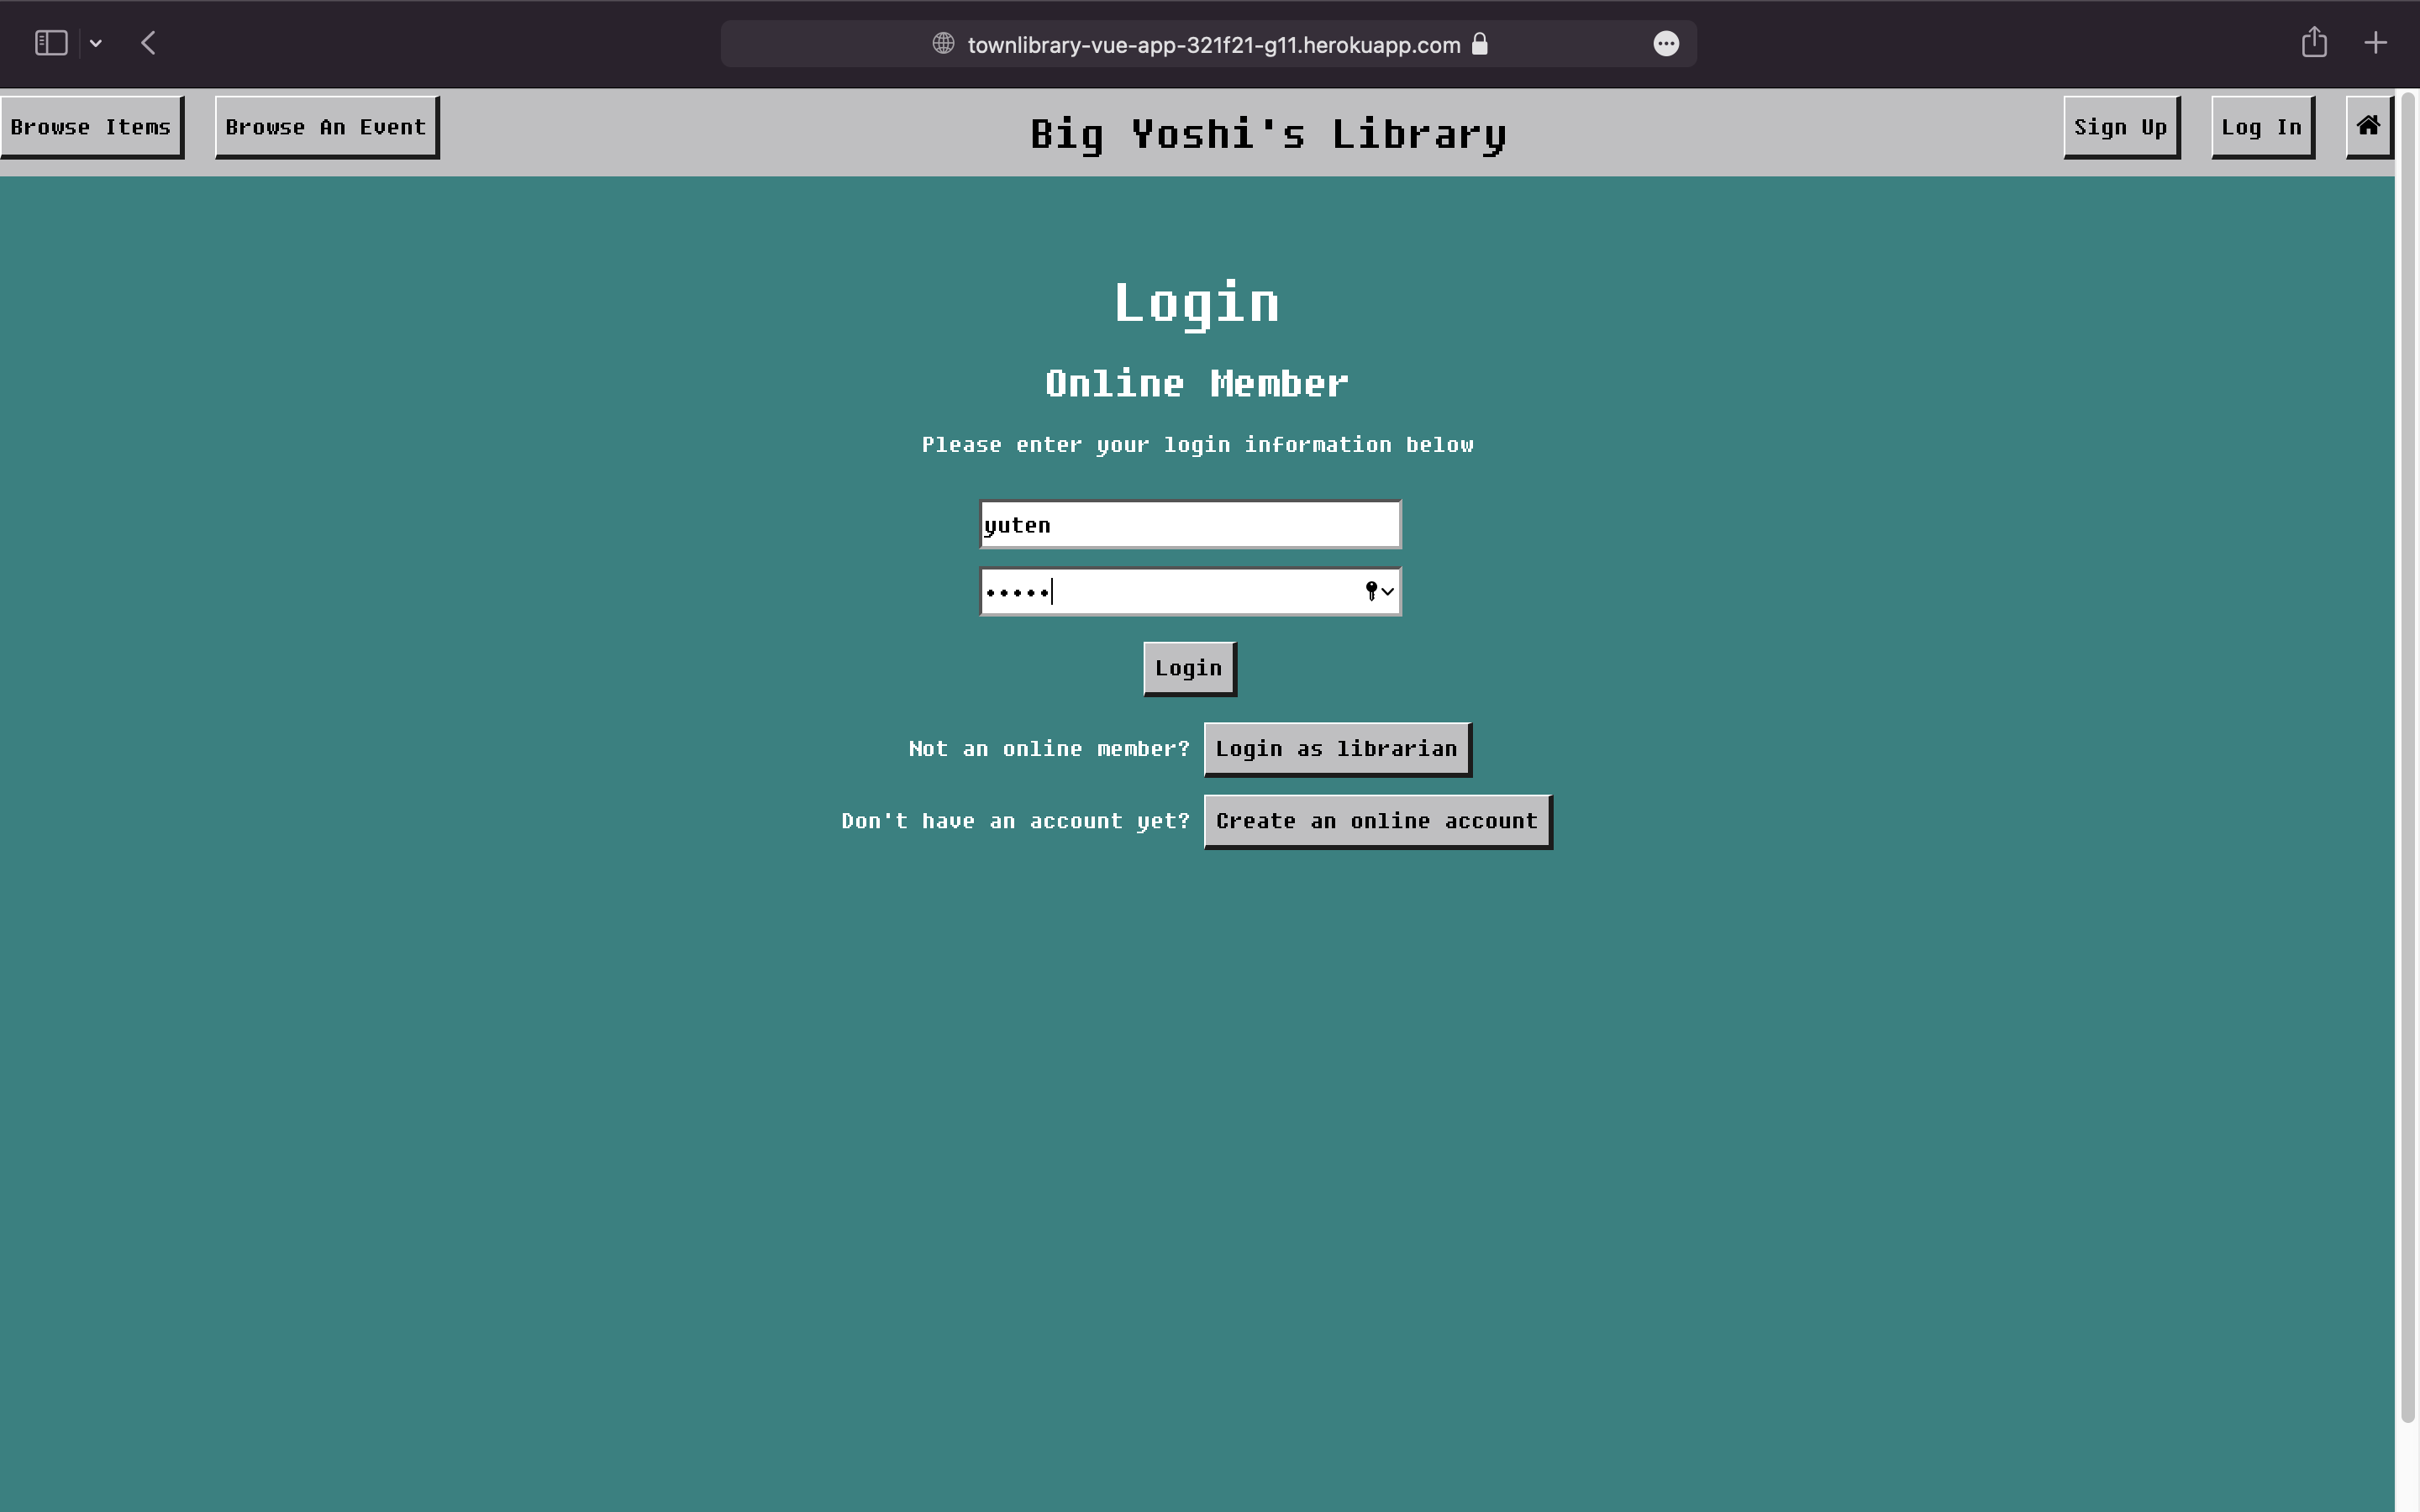 townlibrary-vue-app-321f21-g11.herokuapp.com
Browse Items
Browse An Event
Big Yoshi's Library
Sign Up
Log In
Login
Online Member
Please enter your login information below
yuten
•••••
Login
Not an online member? Login as librarian
Don't have an account yet? Create an online account